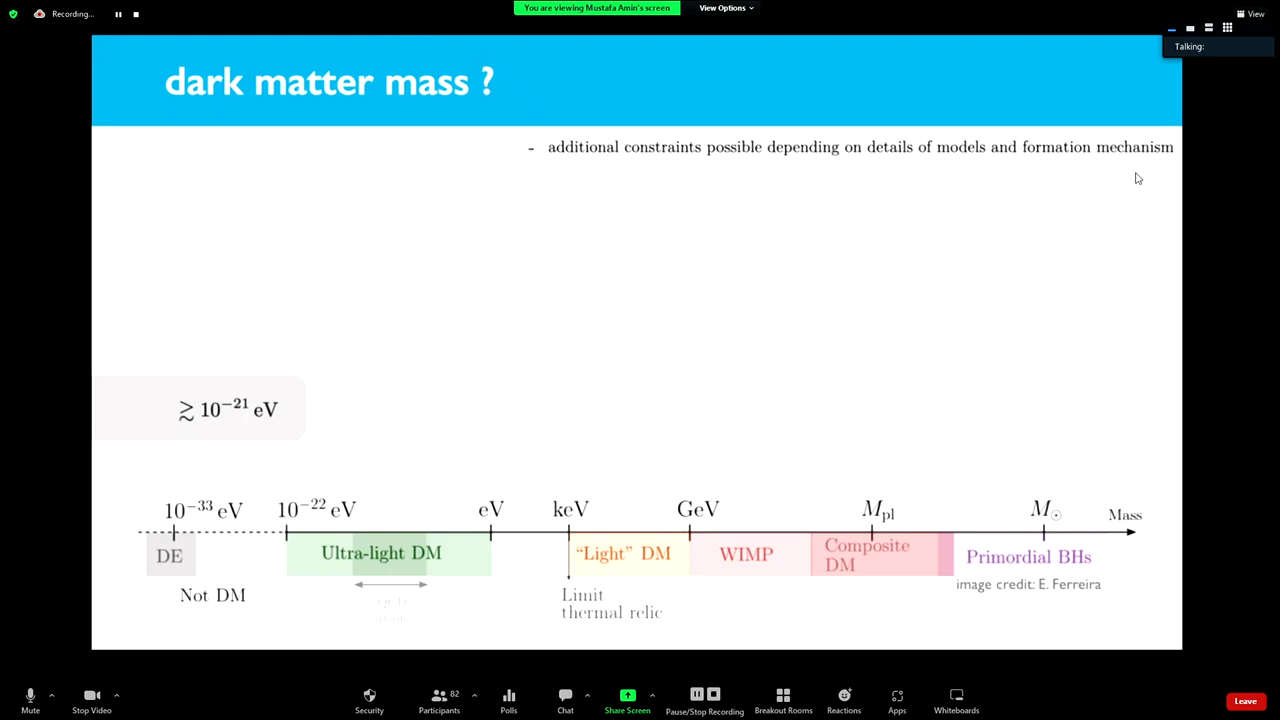 Recording...
You are viewing Mustafa Amin's screen
View Options
View
Talking:
dark matter mass ?
- additional constraints possible depending on details of models and formation mechanism
≳ 10⁻²¹ eV
10⁻³³ eV 10⁻²² eV eV keV GeV M_pl M_⊙ Mass
DE Ultra-light DM “Light” DM WIMP Composite DM Primordial BHs
Not DM
Limit
thermal relic
image credit: E. Ferreira
Mute
Stop Video
Security
82
Participants
Polls
Chat
Share Screen
Pause/Stop Recording
Breakout Rooms
Reactions
Apps
Whiteboards
Leave